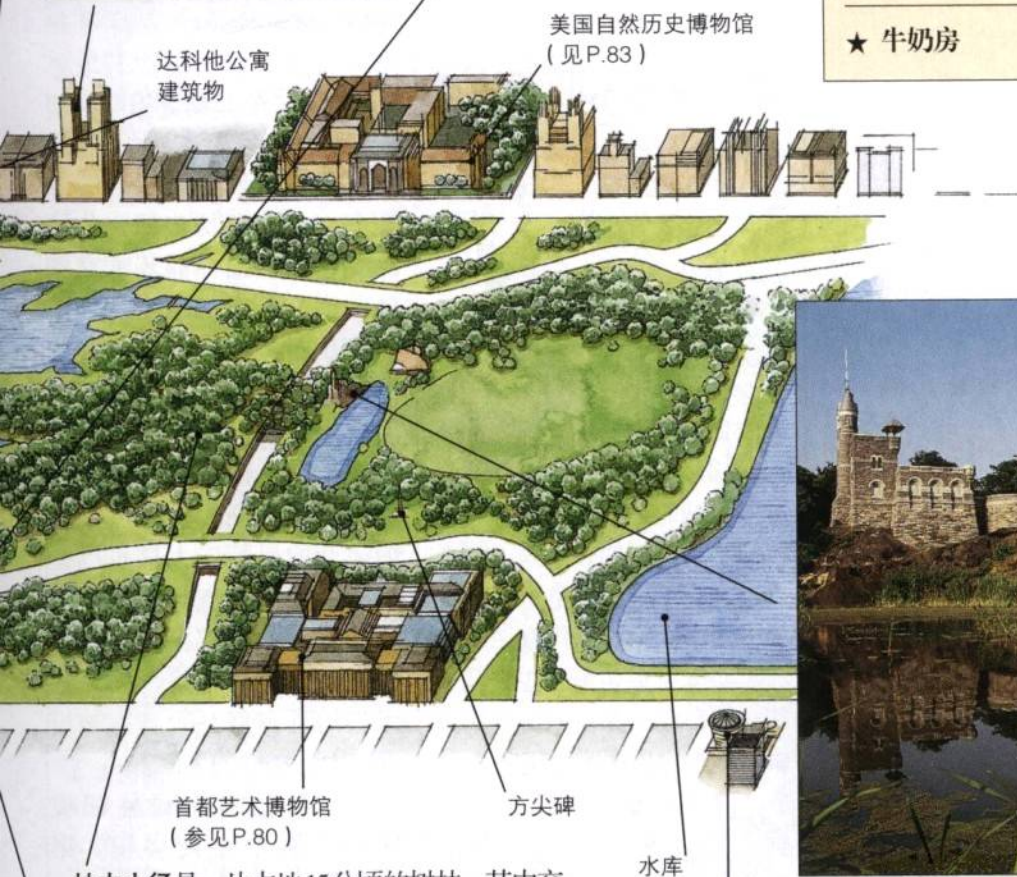 美国自然历史博物馆
（见P.83）
★ 牛奶房
达科他公寓
建筑物
首都艺术博物馆
（参见P.80）
方尖碑
水库